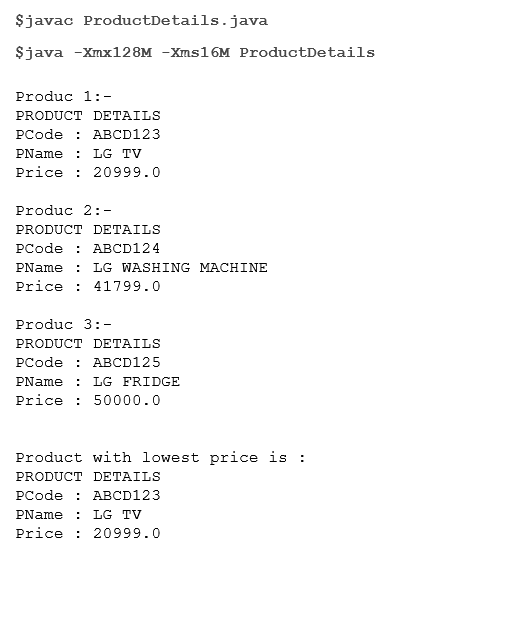 $javac ProductDetails.java
$java -Xmx128M -Xms16M ProductDetails
Produc 1:-
PRODUCT DETAILS
PCode : ABCD123
PName : LG TV
Price : 20999.0
Produc 2:-
PRODUCT DETAILS
PCode : ABCD124
PName : LG WASHING MACHINE
Price : 41799.0
Produc 3:-
PRODUCT DETAILS
PCode : ABCD125
PName : LG FRIDGE
Price : 50000.0
Product with lowest price is :
PRODUCT DETAILS
PCode : ABCD123
PName : LG TV
Price : 20999.0